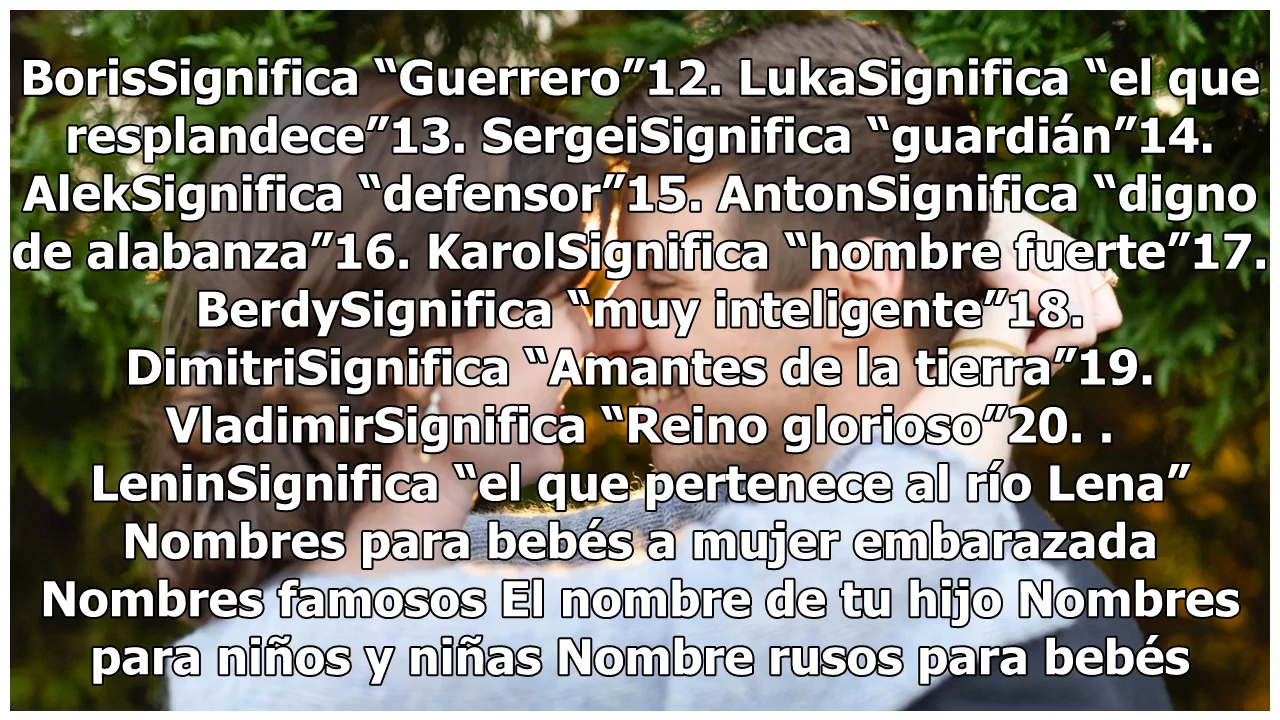 BorisSignifica “Guerrero”12. LukaSignifica “el que
resplandece”13. SergeiSignifica “guardián”14.
AlekSignifica “defensor”15. AntonSignifica “digno
de alabanza”16. KarolSignifica “hombre fuerte”17.
BerdySignifica “muy inteligente”18.
DimitriSignifica “Amantes de la tierra”19.
VladimirSignifica “Reino glorioso”20. .
LeninSignifica “el que pertenece al río Lena”
Nombres para bebés a mujer embarazada
Nombres famosos El nombre de tu hijo Nombres
para niños y niñas Nombre rusos para bebés